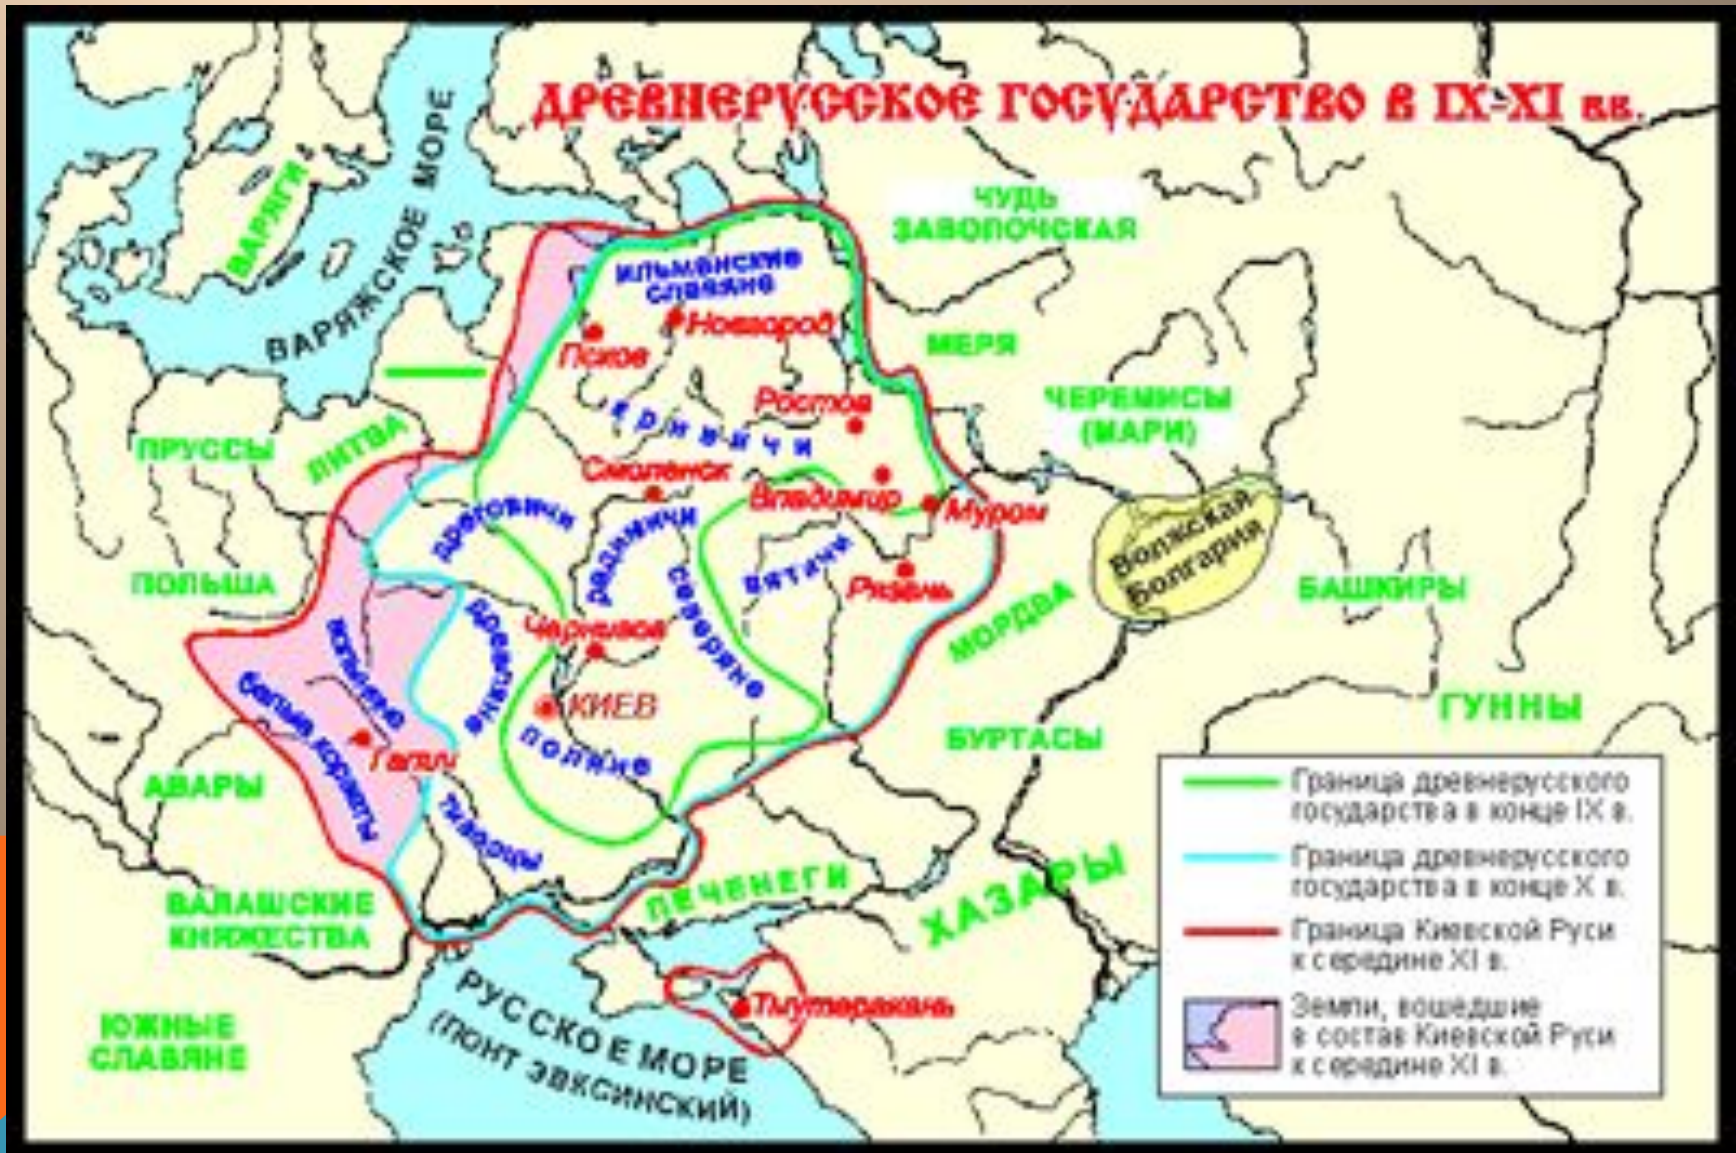 ДРЕВНЕРУССКОЕ ГОСУДАРСТВО В IX-XI вв.
ВАРЯГИ
ВАРЯЖСКОЕ МОРЕ
ЧУДЬ
ЗАВОЛОЧСКАЯ
ильменские
славяне
Новгород
Псков
МЕРЯ
Ростов
кривичи
ЧЕРЕМИСЫ
(МАРИ)
ПРУССЫ
ЛИТВА
Смоленск
Владимир
Муром
дреговичи
радимичи
вятичи
Волжская
Болгария
ПОЛЬША
Рязань
БАШКИРЫ
северяне
МОРДВА
Чернигов
древляне
волыняне
белые хорваты
КИЕВ
поляне
ГУННЫ
БУРТАСЫ
Галич
АВАРЫ
тиверцы
ПЕЧЕНЕГИ
ХАЗАРЫ
ВАЛАШСКИЕ
КНЯЖЕСТВА
Тмутаракань
РУССКОЕ МОРЕ
(ПОНТ ЭВКСИНСКИЙ)
ЮЖНЫЕ
СЛАВЯНЕ
Граница древнерусского
государства в конце IX в.
Граница древнерусского
государства в конце X в.
Граница Киевской Руси
к середине XI в.
Земли, вошедшие
в состав Киевской Руси
к середине XI в.